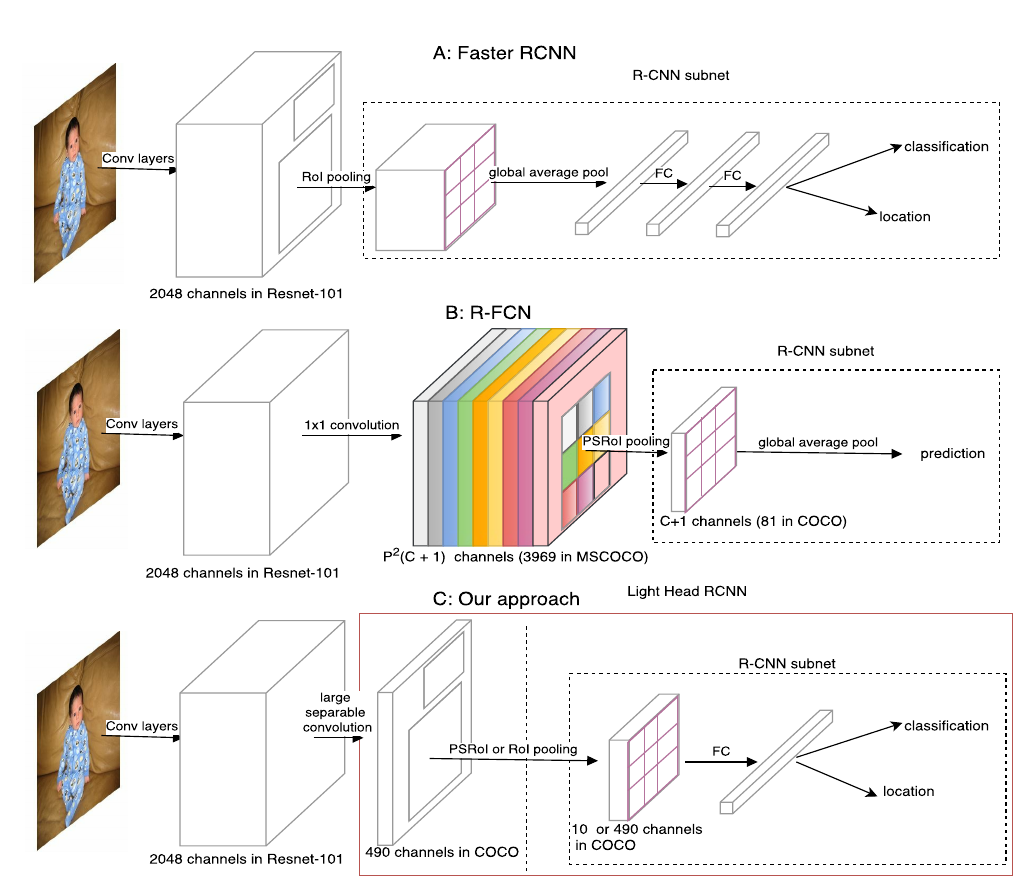 A: Faster RCNN
R-CNN subnet
Conv layers
RoI pooling
global average pool
FC
FC
classification
location
2048 channels in Resnet-101
B: R-FCN
R-CNN subnet
Conv layers
1x1 convolution
PSRoI pooling
global average pool
prediction
C+1 channels (81 in COCO)
P²(C + 1) channels (3969 in MSCOCO)
2048 channels in Resnet-101
C: Our approach
Light Head RCNN
R-CNN subnet
Conv layers
large
separable
convolution
PSRoI or RoI pooling
FC
classification
location
10 or 490 channels
in COCO
490 channels in COCO
2048 channels in Resnet-101